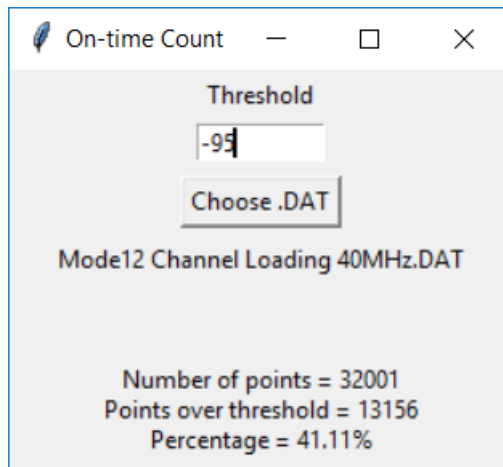 On-time Count
Threshold
-95
Choose .DAT
Mode12 Channel Loading 40MHz.DAT
Number of points = 32001
Points over threshold = 13156
Percentage = 41.11%